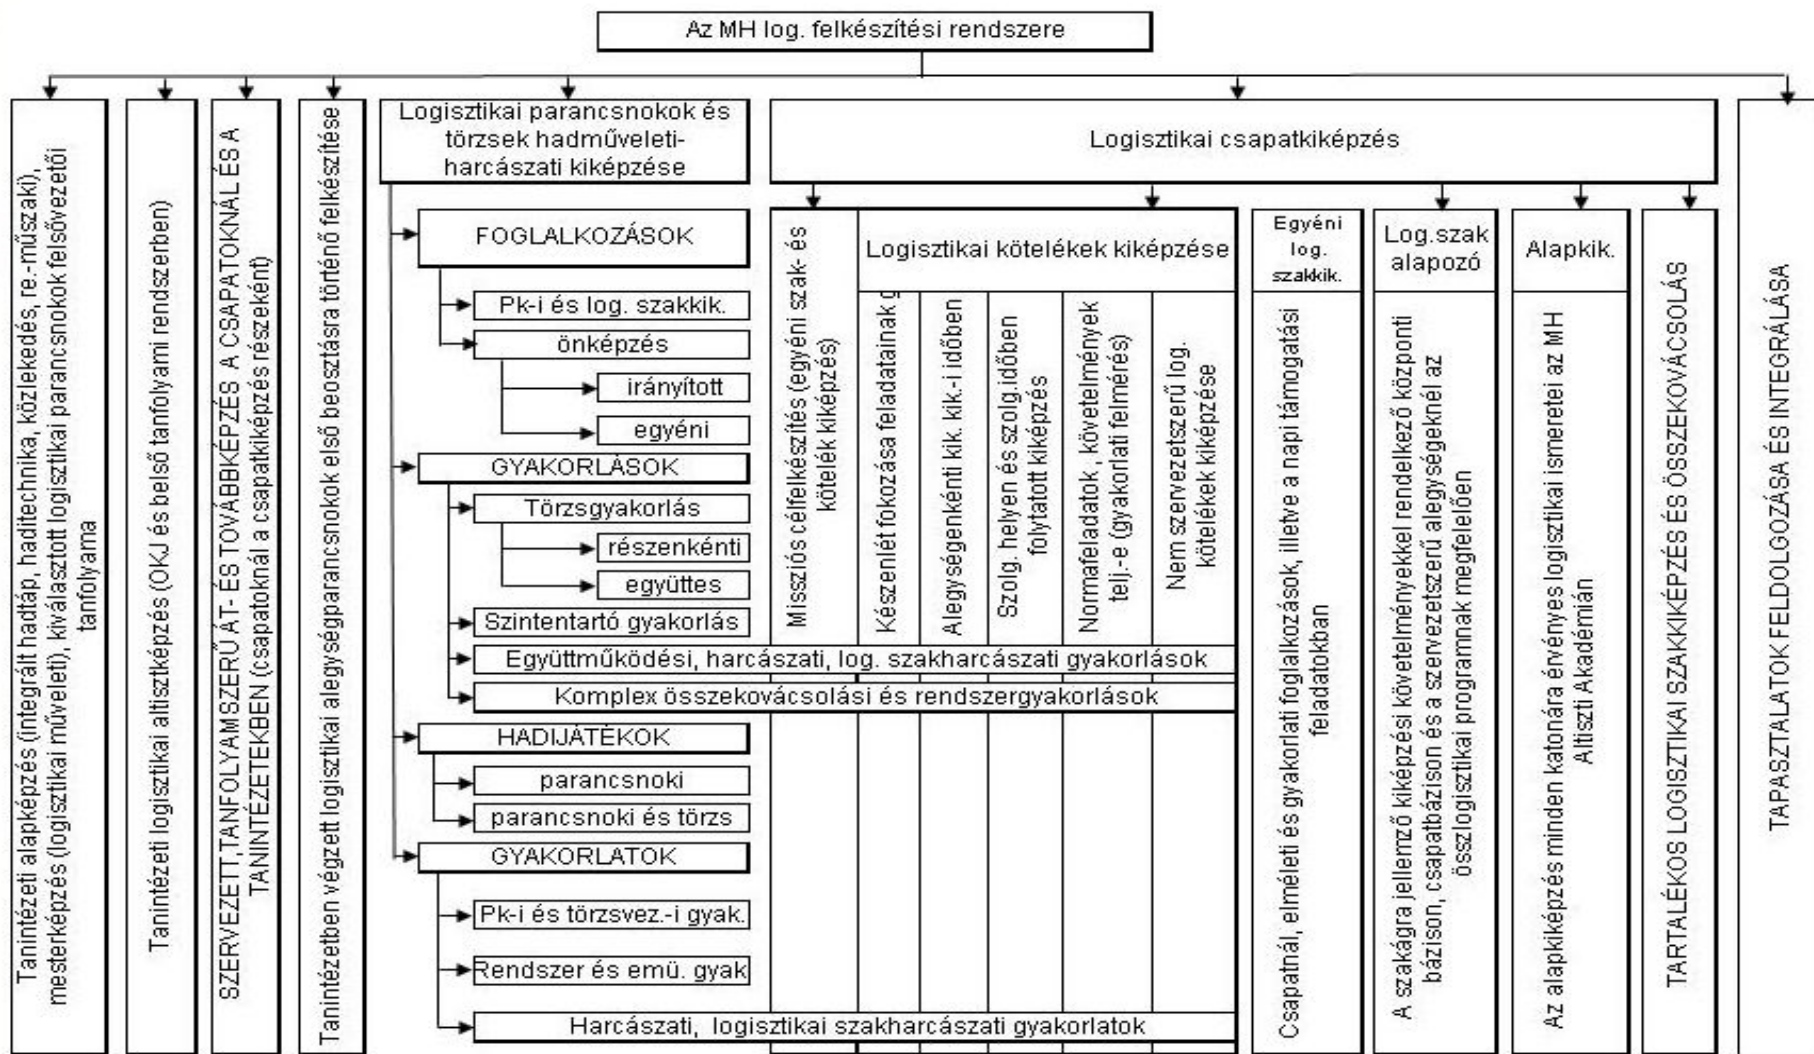 Az MH log. felkészítési rendszere
Tanintézeti alapképzés (integrált hadtáp, haditechnika, közlekedés, re.-műszaki),
mesterképzés (logisztikai műveleti), kiválasztott logisztikai parancsnokok felsővezetői
tanfolyama
Tanintézeti logisztikai altisztképzés (OKJ és belső tanfolyami rendszerben)
SZERVEZETT,TANFOLYAMSZERŰ ÁT- ÉS TOVÁBBKÉPZÉS A CSAPATOKNÁL ÉS A
TANINTÉZETEKBEN (csapatoknál a csapatkiképzés részeként)
Tanintézetben végzett logisztikai alegységparancsnokok első beosztásra történő felkészítése
Logisztikai parancsnokok és
törzsek hadműveleti-
harcászati kiképzése
FOGLALKOZÁSOK
Pk-i és log. szakkik.
önképzés
irányított
egyéni
GYAKORLÁSOK
Törzsgyakorlás
részenkénti
együttes
Szintentartó gyakorlás
Együttműködési, harcászati, log. szakharcászati gyakorlások
Komplex összekovácsolási és rendszergyakorlások
HADIJÁTÉKOK
parancsnoki
parancsnoki és törzs
GYAKORLATOK
Pk-i és törzsvez.-i gyak.
Rendszer és emü. gyak
Harcászati, logisztikai szakharcászati gyakorlatok
Logisztikai csapatkiképzés
Missziós célfelkészítés (egyéni szak- és
kötelék kiképzés)
Logisztikai kötelékek kiképzése
Készenlét fokozása feladatainak g
Alegységenkénti kik. kik.-i időben
Szolg. helyen és szolg.időben
folytatott kiképzés
Normafeladatok , követelmények
telj.-e (gyakorlati felmérés)
Nem szervezetszerű log.
kötelékek kiképzése
Egyéni
log.
szakkik.
Csapatnál, elméleti és gyakorlati foglalkozások, illetve a napi támogatási
feladatokban
Log.szak
alapozó
A szakágra jellemző kiképzési követelményekkel rendelkező központi
bázison, csapatbázison és a szervezetszerű alegységeknél az
összlogisztikai programnak megfelelően
Alapkik.
Az alapkiképzés minden katonára érvényes logisztikai ismeretei az MH
Altiszti Akadémián
TARTALÉKOS LOGISZTIKAI SZAKKIKÉPZÉS ÉS ÖSSZEKOVÁCSOLÁS
TAPASZTALATOK FELDOLGOZÁSA ÉS INTEGRÁLÁSA